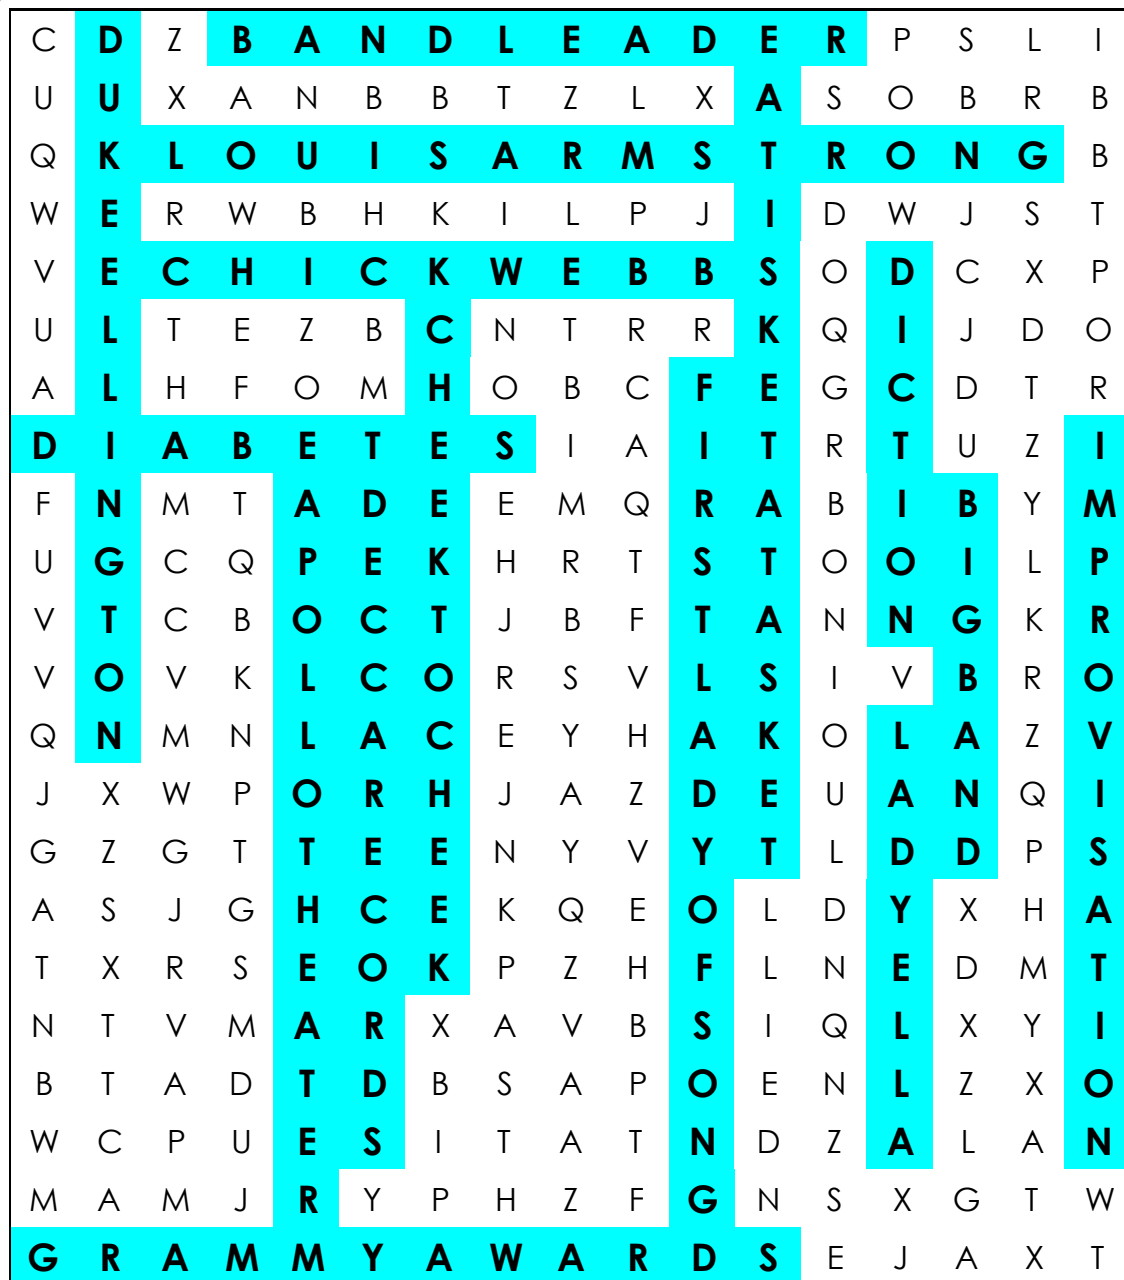 C D Z B A N D L E A D E R P S L I
U U X A N B B T Z L X A S O B R B
Q K L O U I S A R M S T R O N G B
W E R W B H K I L P J I D W J S T
V E C H I C K W E B B S O D C X P
U L T E Z B C N T R R K Q I J D O
A L H F O M H O B C F E G C D T R
D I A B E T E S I A I T R T U Z I
F N M T A D E E M Q R A B I B Y M
U G C Q P E K H R T S T O O I L P
V T C B O C T J B F T A N N G K R
V O V K L C O R S V L S I V B R O
Q N M N L A C E Y H A K O L A Z V
J X W P O R H J A Z D E U A N Q I
G Z G T T E E N Y V Y T L D D P S
A S J G H C E K Q E O L D Y X H A
T X R S E O K P Z H F L N E D M T
N T V M A R X A V B S I Q L X Y I
B T A D T D B S A P O E N L Z X O
W C P U E S I T A T N D Z A L A N
M A M J R Y P H Z F G N S X G T W
G R A M M Y A W A R D S E J A X T